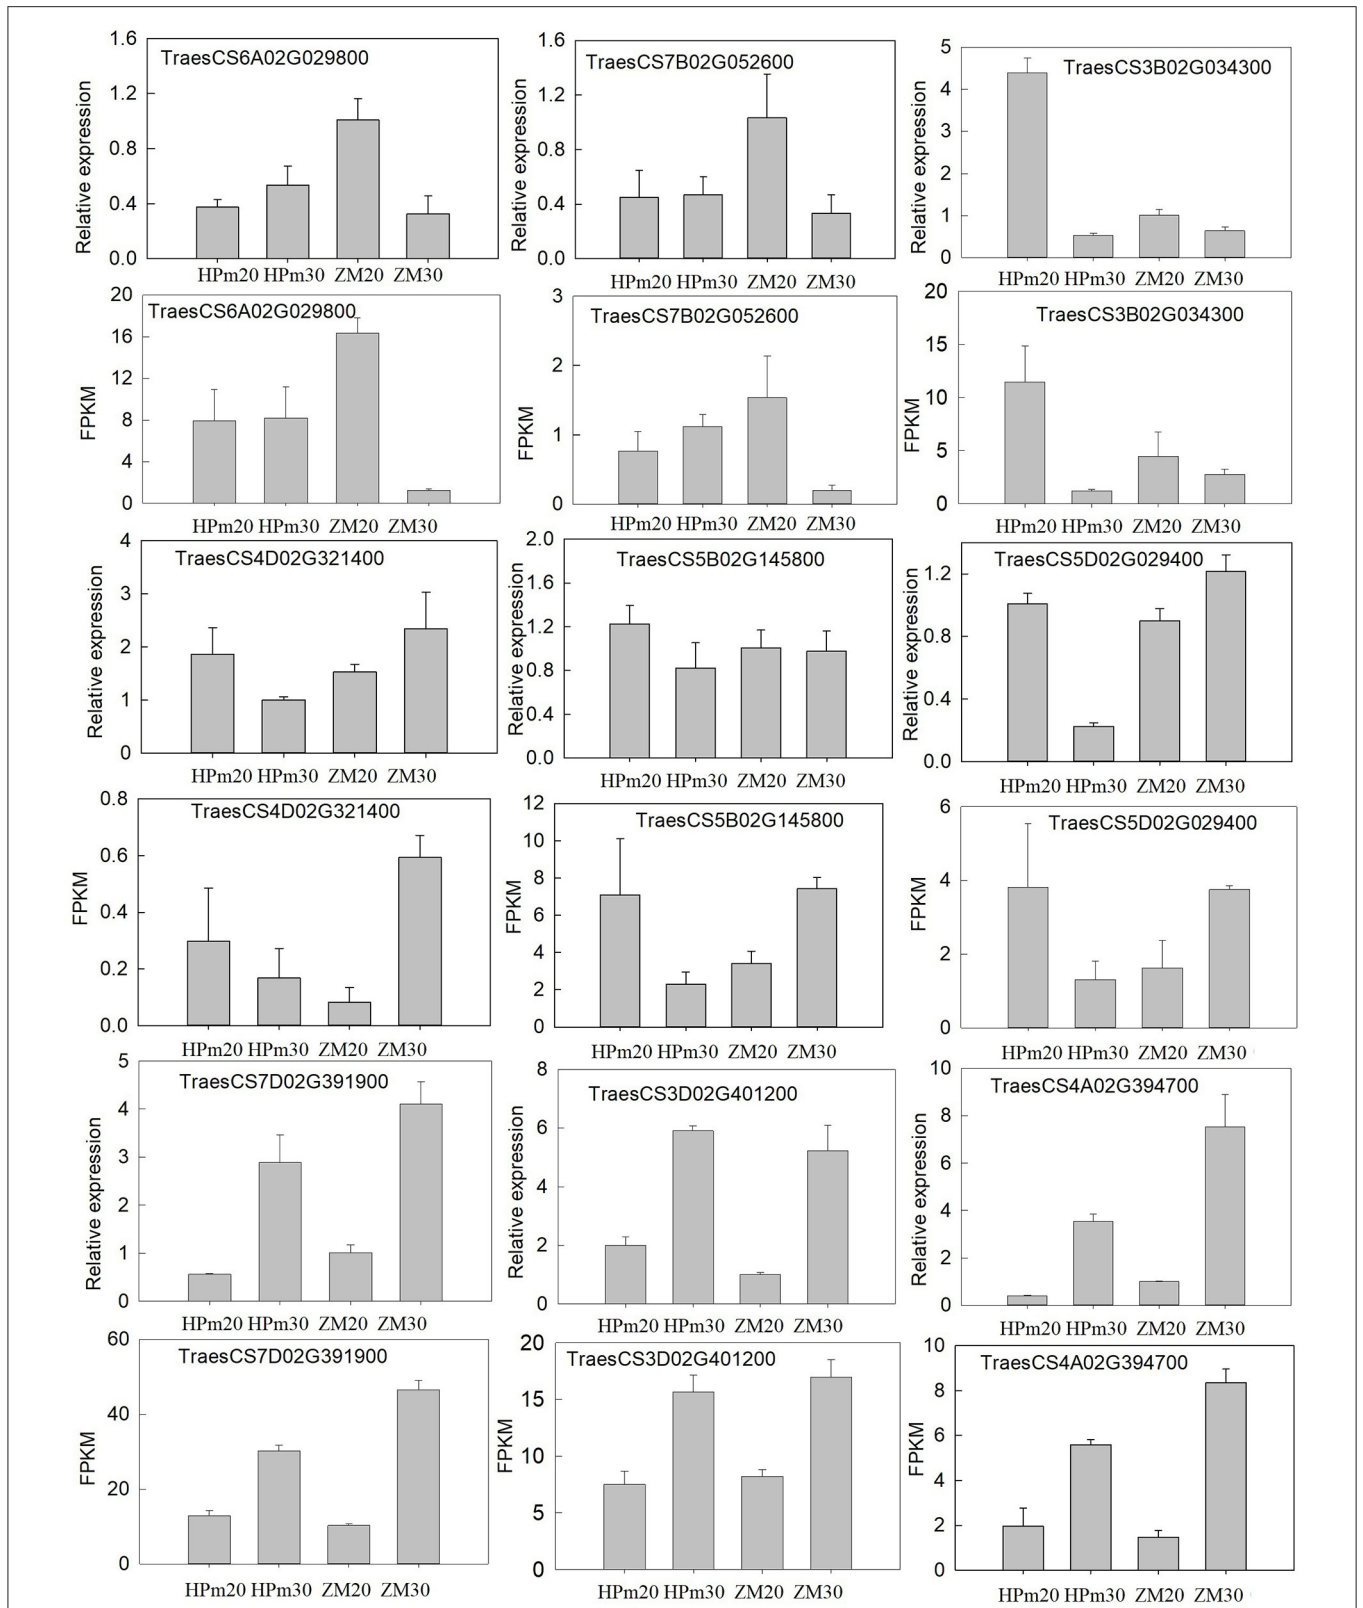 TraesCS6A02G029800
Relative expression
1.6
1.2
0.8
0.4
0.0
HPm20 HPm30 ZM20 ZM30
TraesCS7B02G052600
Relative expression
1.6
1.2
0.8
0.4
0.0
HPm20 HPm30 ZM20 ZM30
TraesCS3B02G034300
Relative expression
5
4
3
2
1
0
HPm20 HPm30 ZM20 ZM30
TraesCS6A02G029800
FPKM
20
16
12
8
4
0
HPm20 HPm30 ZM20 ZM30
TraesCS7B02G052600
FPKM
3
2
1
0
HPm20 HPm30 ZM20 ZM30
TraesCS3B02G034300
FPKM
20
15
10
5
0
HPm20 HPm30 ZM20 ZM30
TraesCS4D02G321400
Relative expression
4
3
2
1
0
HPm20 HPm30 ZM20 ZM30
TraesCS5B02G145800
Relative expression
2.0
1.6
1.2
0.8
0.4
0.0
HPm20 HPm30 ZM20 ZM30
TraesCS5D02G029400
Relative expression
1.2
0.8
0.4
0.0
HPm20 HPm30 ZM20 ZM30
TraesCS4D02G321400
FPKM
0.8
0.6
0.4
0.2
0.0
HPm20 HPm30 ZM20 ZM30
TraesCS5B02G145800
FPKM
12
10
8
6
4
2
0
HPm20 HPm30 ZM20 ZM30
TraesCS5D02G029400
FPKM
6
4
2
0
HPm20 HPm30 ZM20 ZM30
TraesCS7D02G391900
Relative expression
5
4
3
2
1
0
HPm20 HPm30 ZM20 ZM30
TraesCS3D02G401200
Relative expression
8
6
4
2
0
HPm20 HPm30 ZM20 ZM30
TraesCS4A02G394700
Relative expression
10
8
6
4
2
0
HPm20 HPm30 ZM20 ZM30
TraesCS7D02G391900
FPKM
60
40
20
0
HPm20 HPm30 ZM20 ZM30
TraesCS3D02G401200
FPKM
20
15
10
5
0
HPm20 HPm30 ZM20 ZM30
TraesCS4A02G394700
FPKM
10
8
6
4
2
0
HPm20 HPm30 ZM20 ZM30